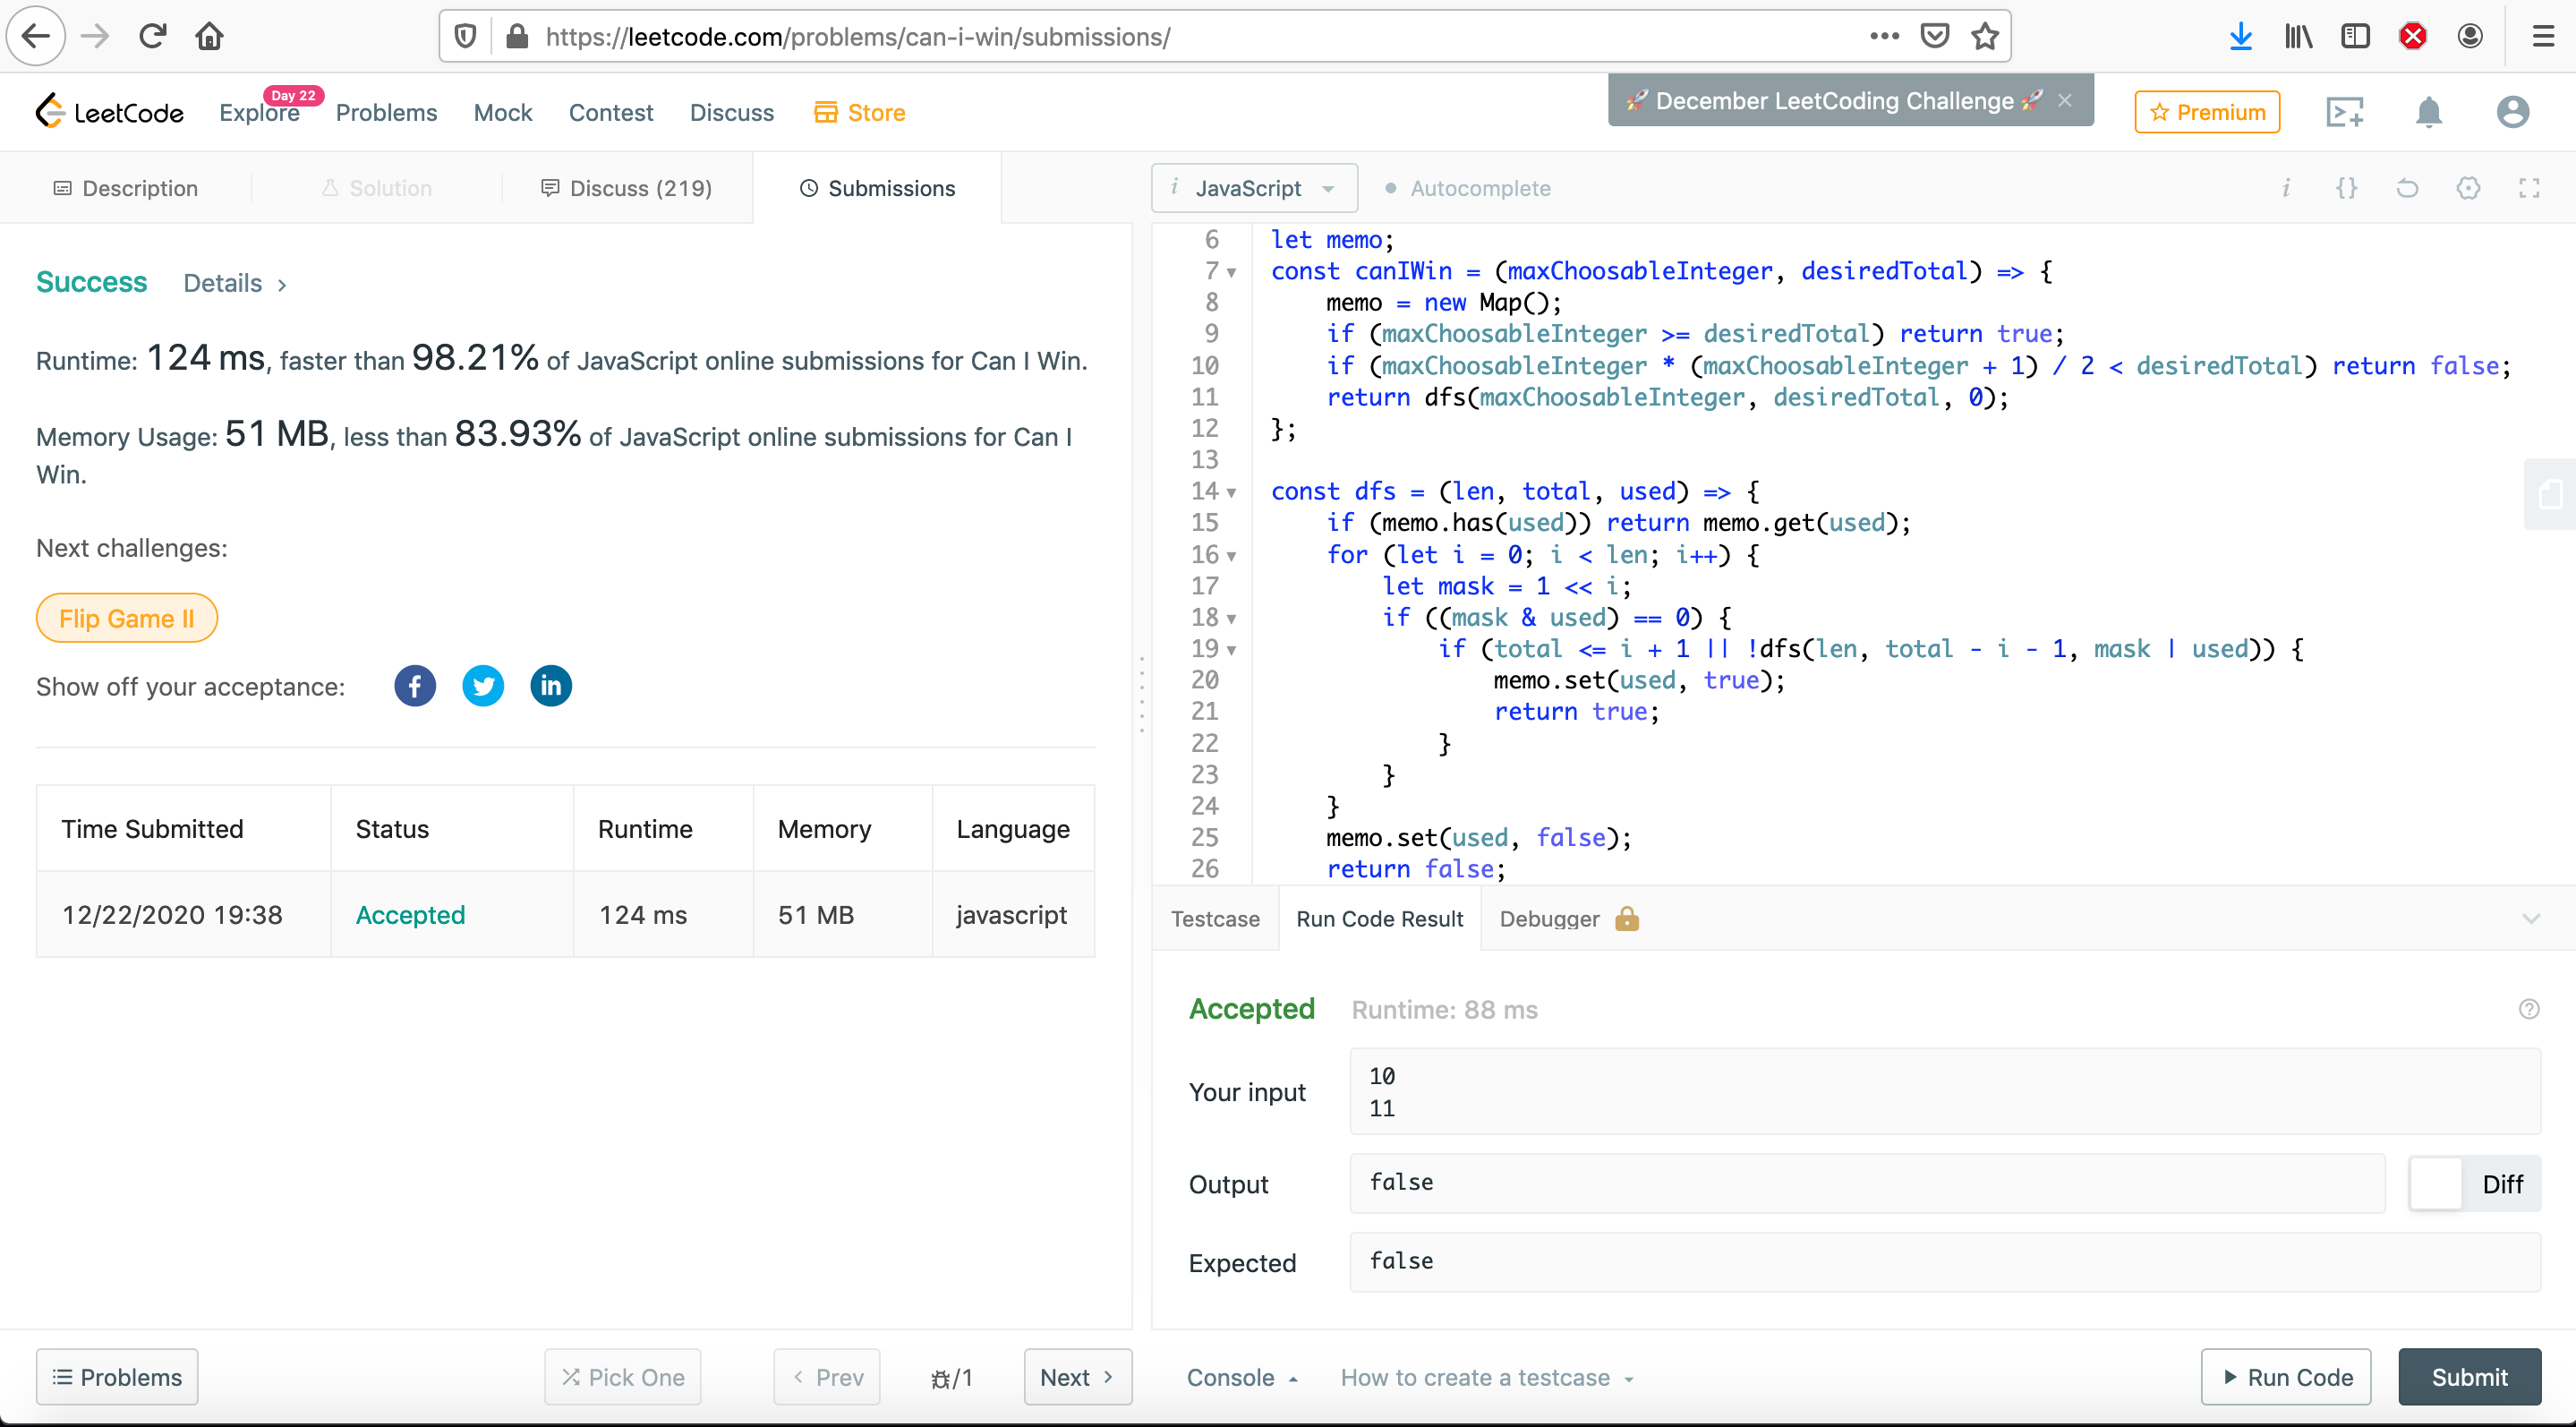 https://leetcode.com/problems/can-i-win/submissions/
LeetCode
Explore
Day 22
Problems
Mock
Contest
Discuss
Store
🚀 December LeetCoding Challenge 🚀 ×
☆ Premium
Description
Solution
Discuss (219)
Submissions
i JavaScript
Autocomplete
i {}
Success Details >
Runtime: 124 ms, faster than 98.21% of JavaScript online submissions for Can I Win.
Memory Usage: 51 MB, less than 83.93% of JavaScript online submissions for Can I
Win.
Next challenges:
Flip Game II
Show off your acceptance: f in
Time Submitted Status Runtime Memory Language
12/22/2020 19:38 Accepted 124 ms 51 MB javascript
6 let memo;
7 const canIWin = (maxChoosableInteger, desiredTotal) => {
8     memo = new Map();
9     if (maxChoosableInteger >= desiredTotal) return true;
10     if (maxChoosableInteger * (maxChoosableInteger + 1) / 2 < desiredTotal) return false;
11     return dfs(maxChoosableInteger, desiredTotal, 0);
12 };
13
14 const dfs = (len, total, used) => {
15     if (memo.has(used)) return memo.get(used);
16     for (let i = 0; i < len; i++) {
17         let mask = 1 << i;
18         if ((mask & used) == 0) {
19             if (total <= i + 1 || !dfs(len, total - i - 1, mask | used)) {
20                 memo.set(used, true);
21                 return true;
22             }
23         }
24     }
25     memo.set(used, false);
26     return false;
Testcase
Run Code Result
Debugger
Accepted Runtime: 88 ms
Your input
10
11
Output
false
Diff
Expected
false
Problems
Pick One
< Prev
/1
Next >
Console
How to create a testcase
Run Code
Submit